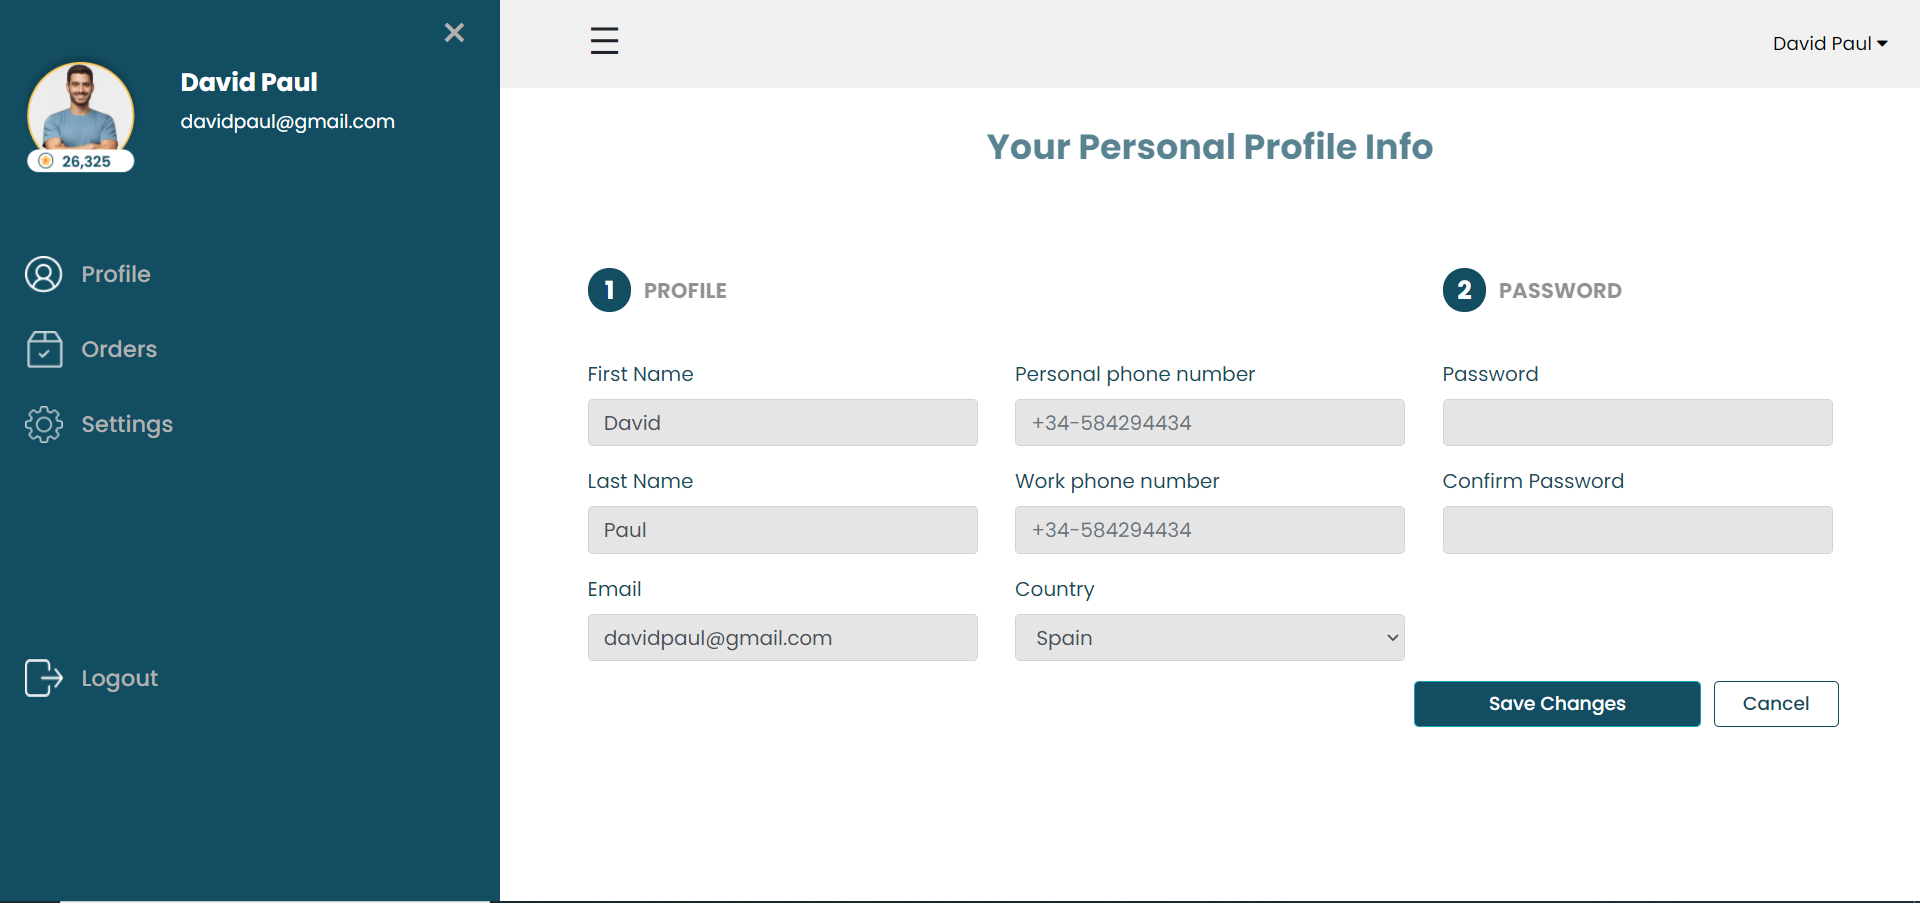 David Paul
davidpaul@gmail.com
26,325
Profile
Orders
Settings
Logout
David Paul
Your Personal Profile Info
1 PROFILE
First Name
David
Last Name
Paul
Email
davidpaul@gmail.com
Personal phone number
+34-584294434
Work phone number
+34-584294434
Country
Spain
2 PASSWORD
Password
Confirm Password
Save Changes
Cancel